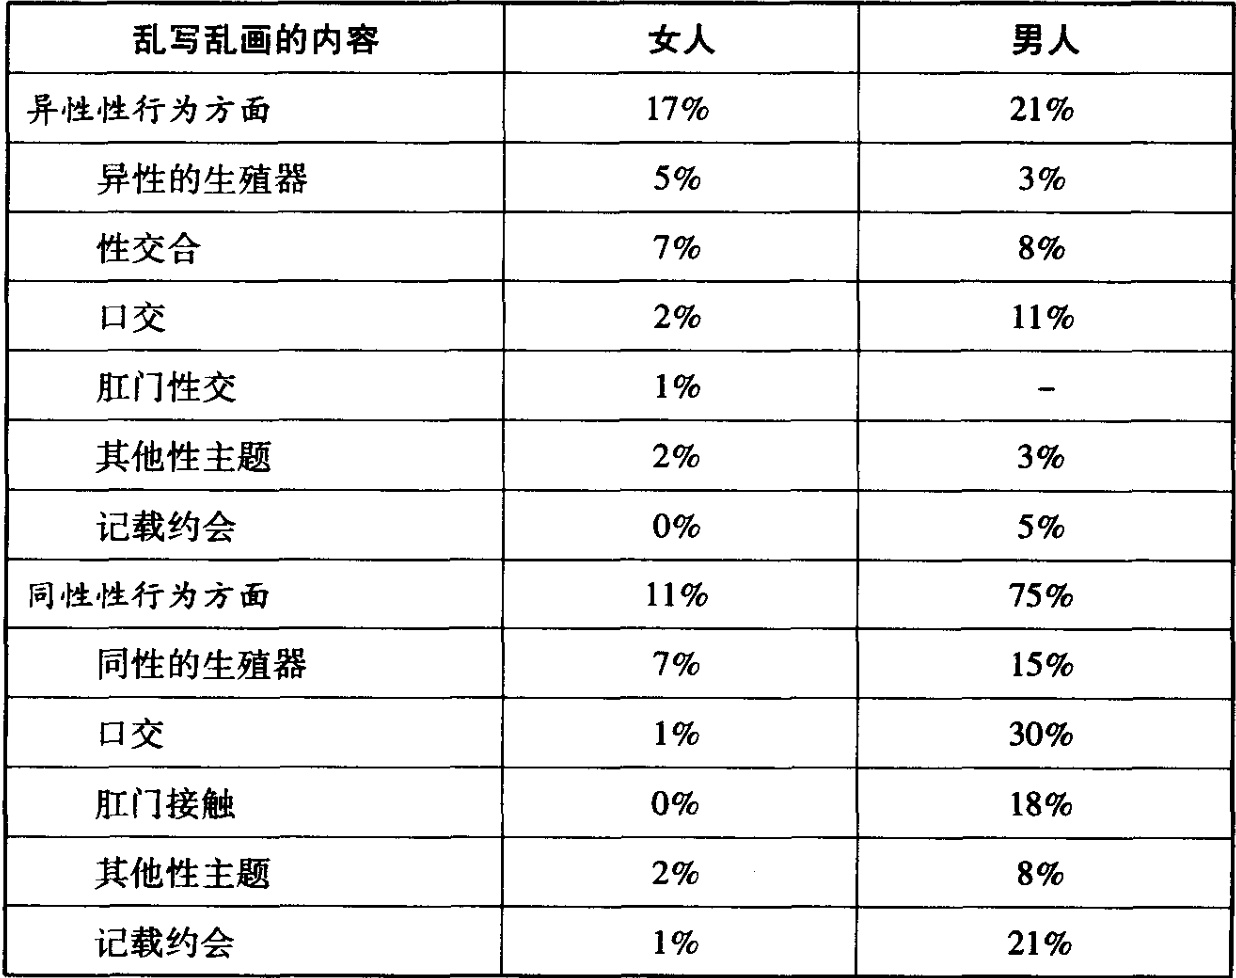 乱写乱画的内容 女人 男人
异性性行为方面 17% 21%
异性的生殖器 5% 3%
性交合 7% 8%
口交 2% 11%
肛门性交 1% –
其他性主题 2% 3%
记载约会 0% 5%
同性性行为方面 11% 75%
同性的生殖器 7% 15%
口交 1% 30%
肛门接触 0% 18%
其他性主题 2% 8%
记载约会 1% 21%